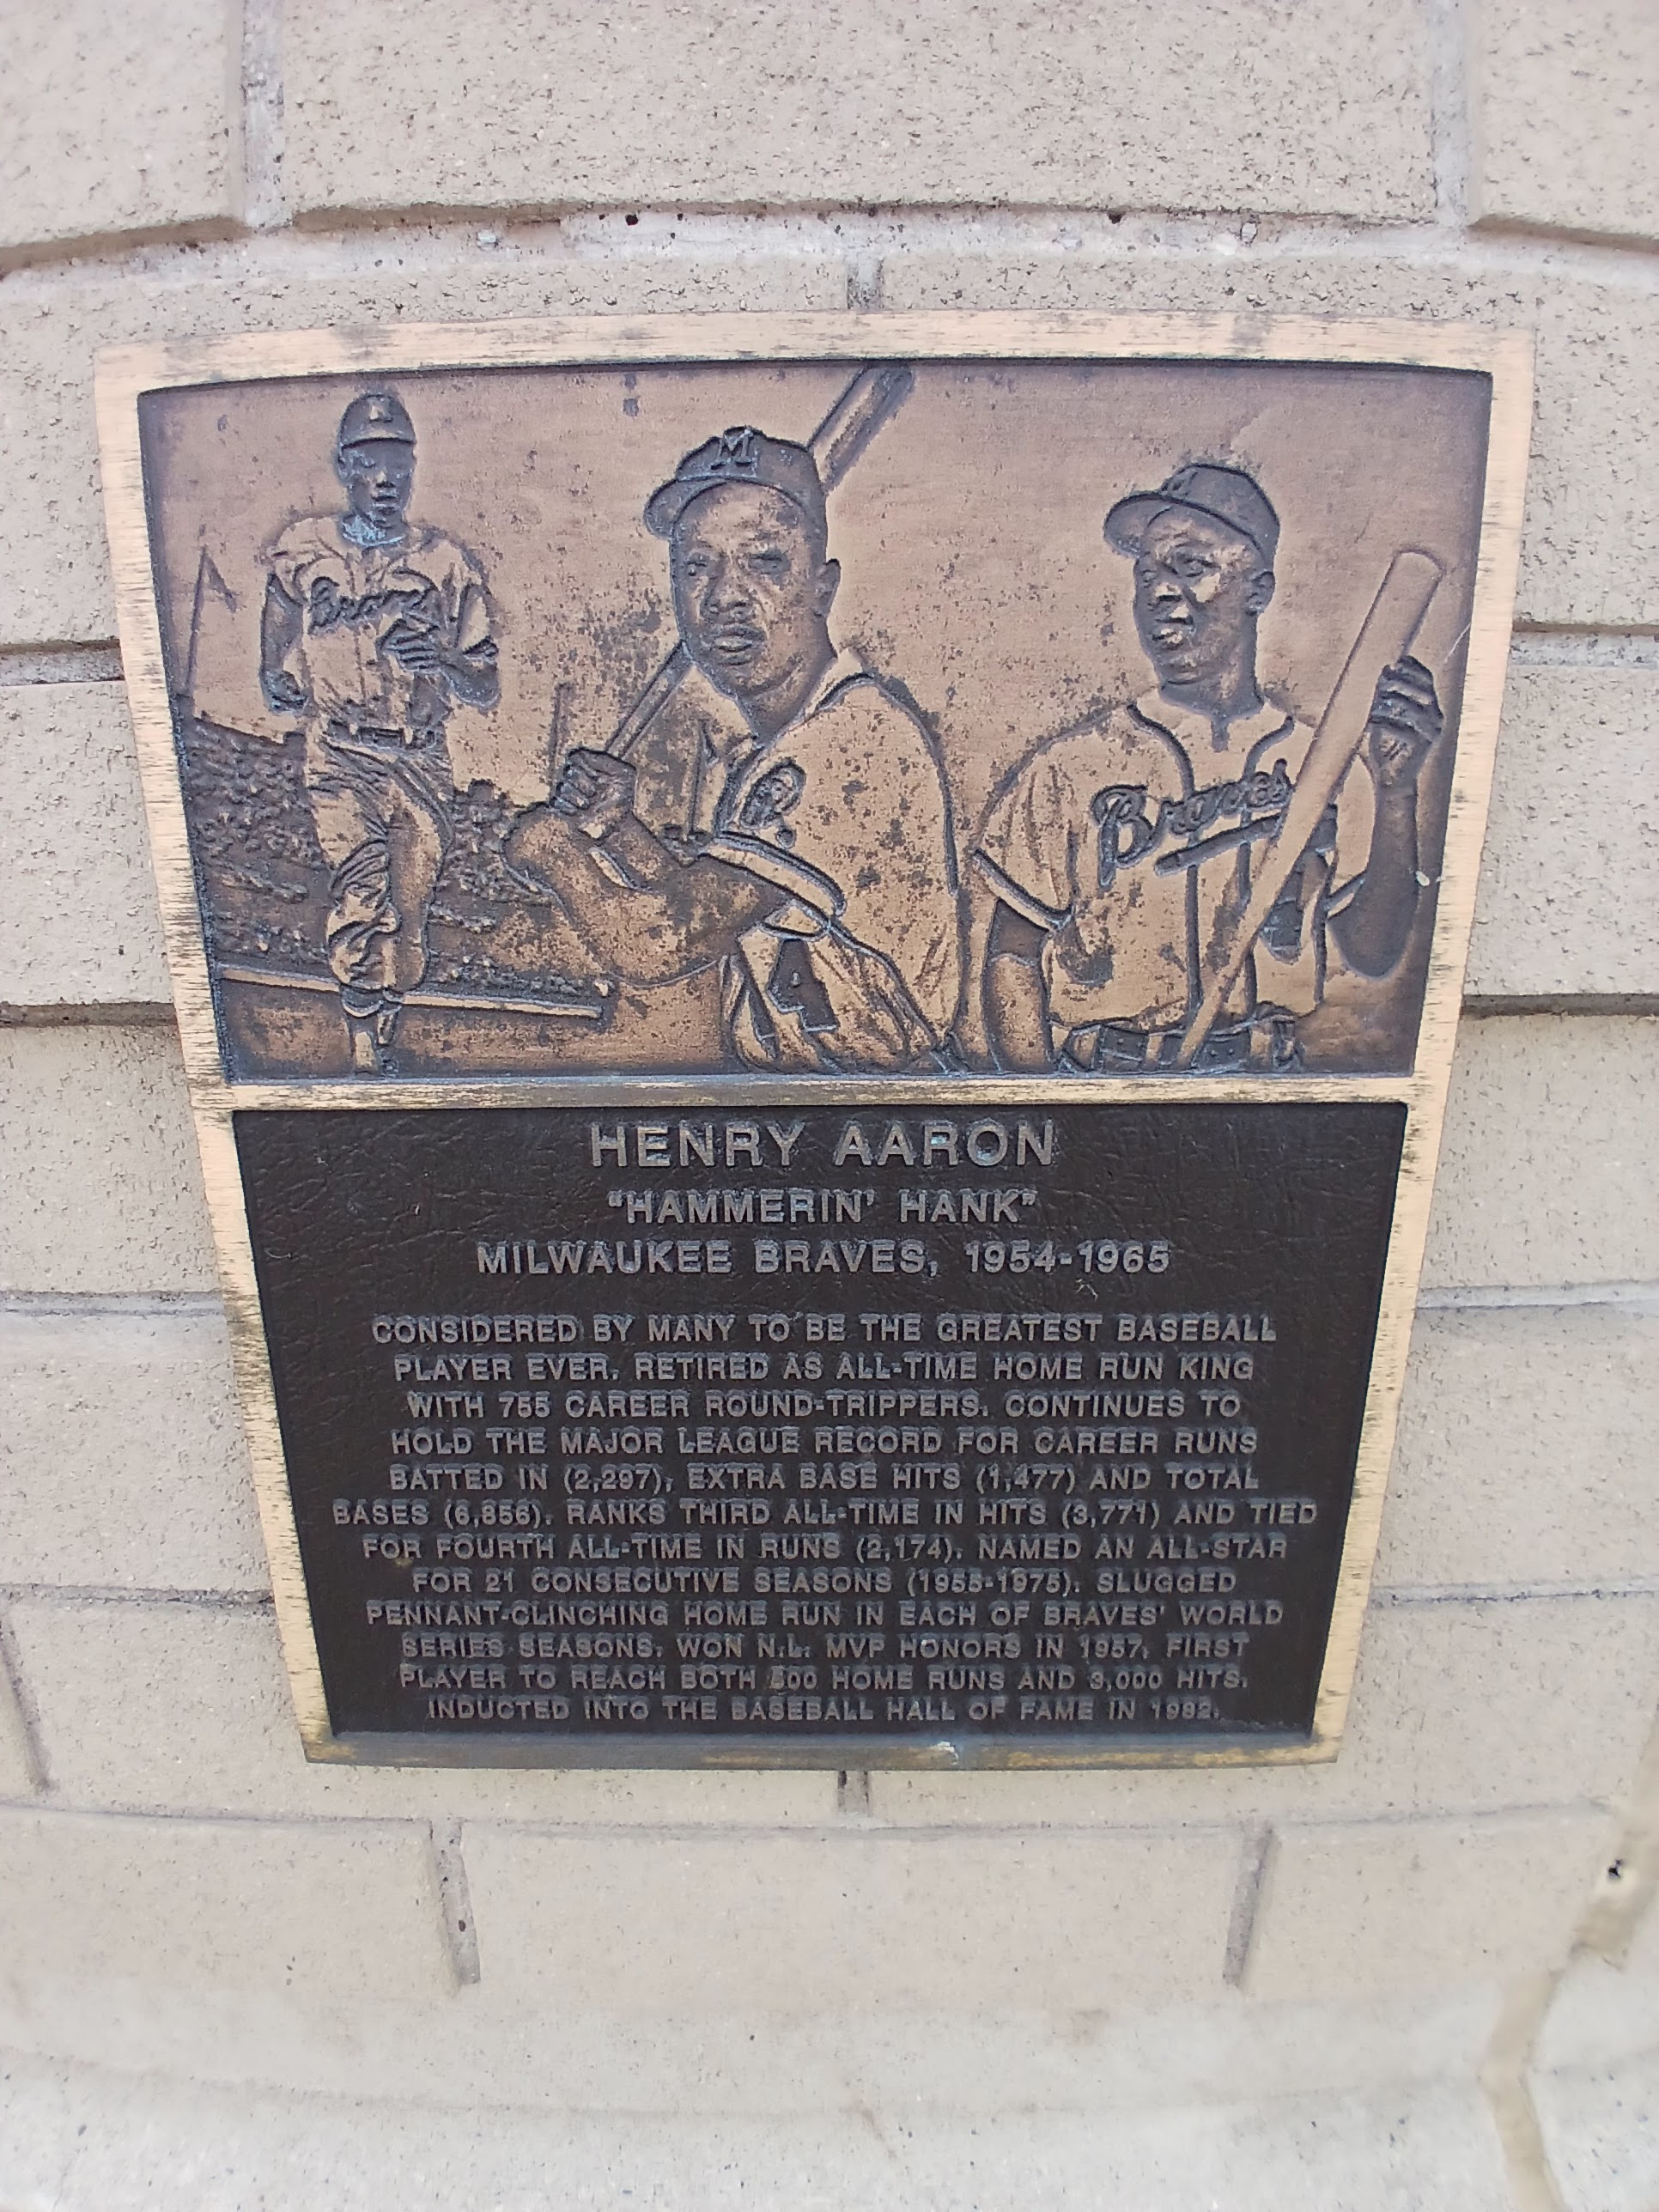 M
Braves
M
Braves
HENRY AARON
"HAMMERIN' HANK"
MILWAUKEE BRAVES, 1954-1965
CONSIDERED BY MANY TO BE THE GREATEST BASEBALL
PLAYER EVER. RETIRED AS ALL-TIME HOME RUN KING
WITH 755 CAREER ROUND-TRIPPERS. CONTINUES TO
HOLD THE MAJOR LEAGUE RECORD FOR CAREER RUNS
BATTED IN (2,297), EXTRA BASE HITS (1,477) AND TOTAL
BASES (6,856). RANKS THIRD ALL-TIME IN HITS (3,771) AND TIED
FOR FOURTH ALL-TIME IN RUNS (2,174). NAMED AN ALL-STAR
FOR 21 CONSECUTIVE SEASONS (1955-1975). SLUGGED
PENNANT-CLINCHING HOME RUN IN EACH OF BRAVES' WORLD
SERIES SEASONS. WON N.L. MVP HONORS IN 1957. FIRST
PLAYER TO REACH BOTH 500 HOME RUNS AND 3,000 HITS.
INDUCTED INTO THE BASEBALL HALL OF FAME IN 1982.